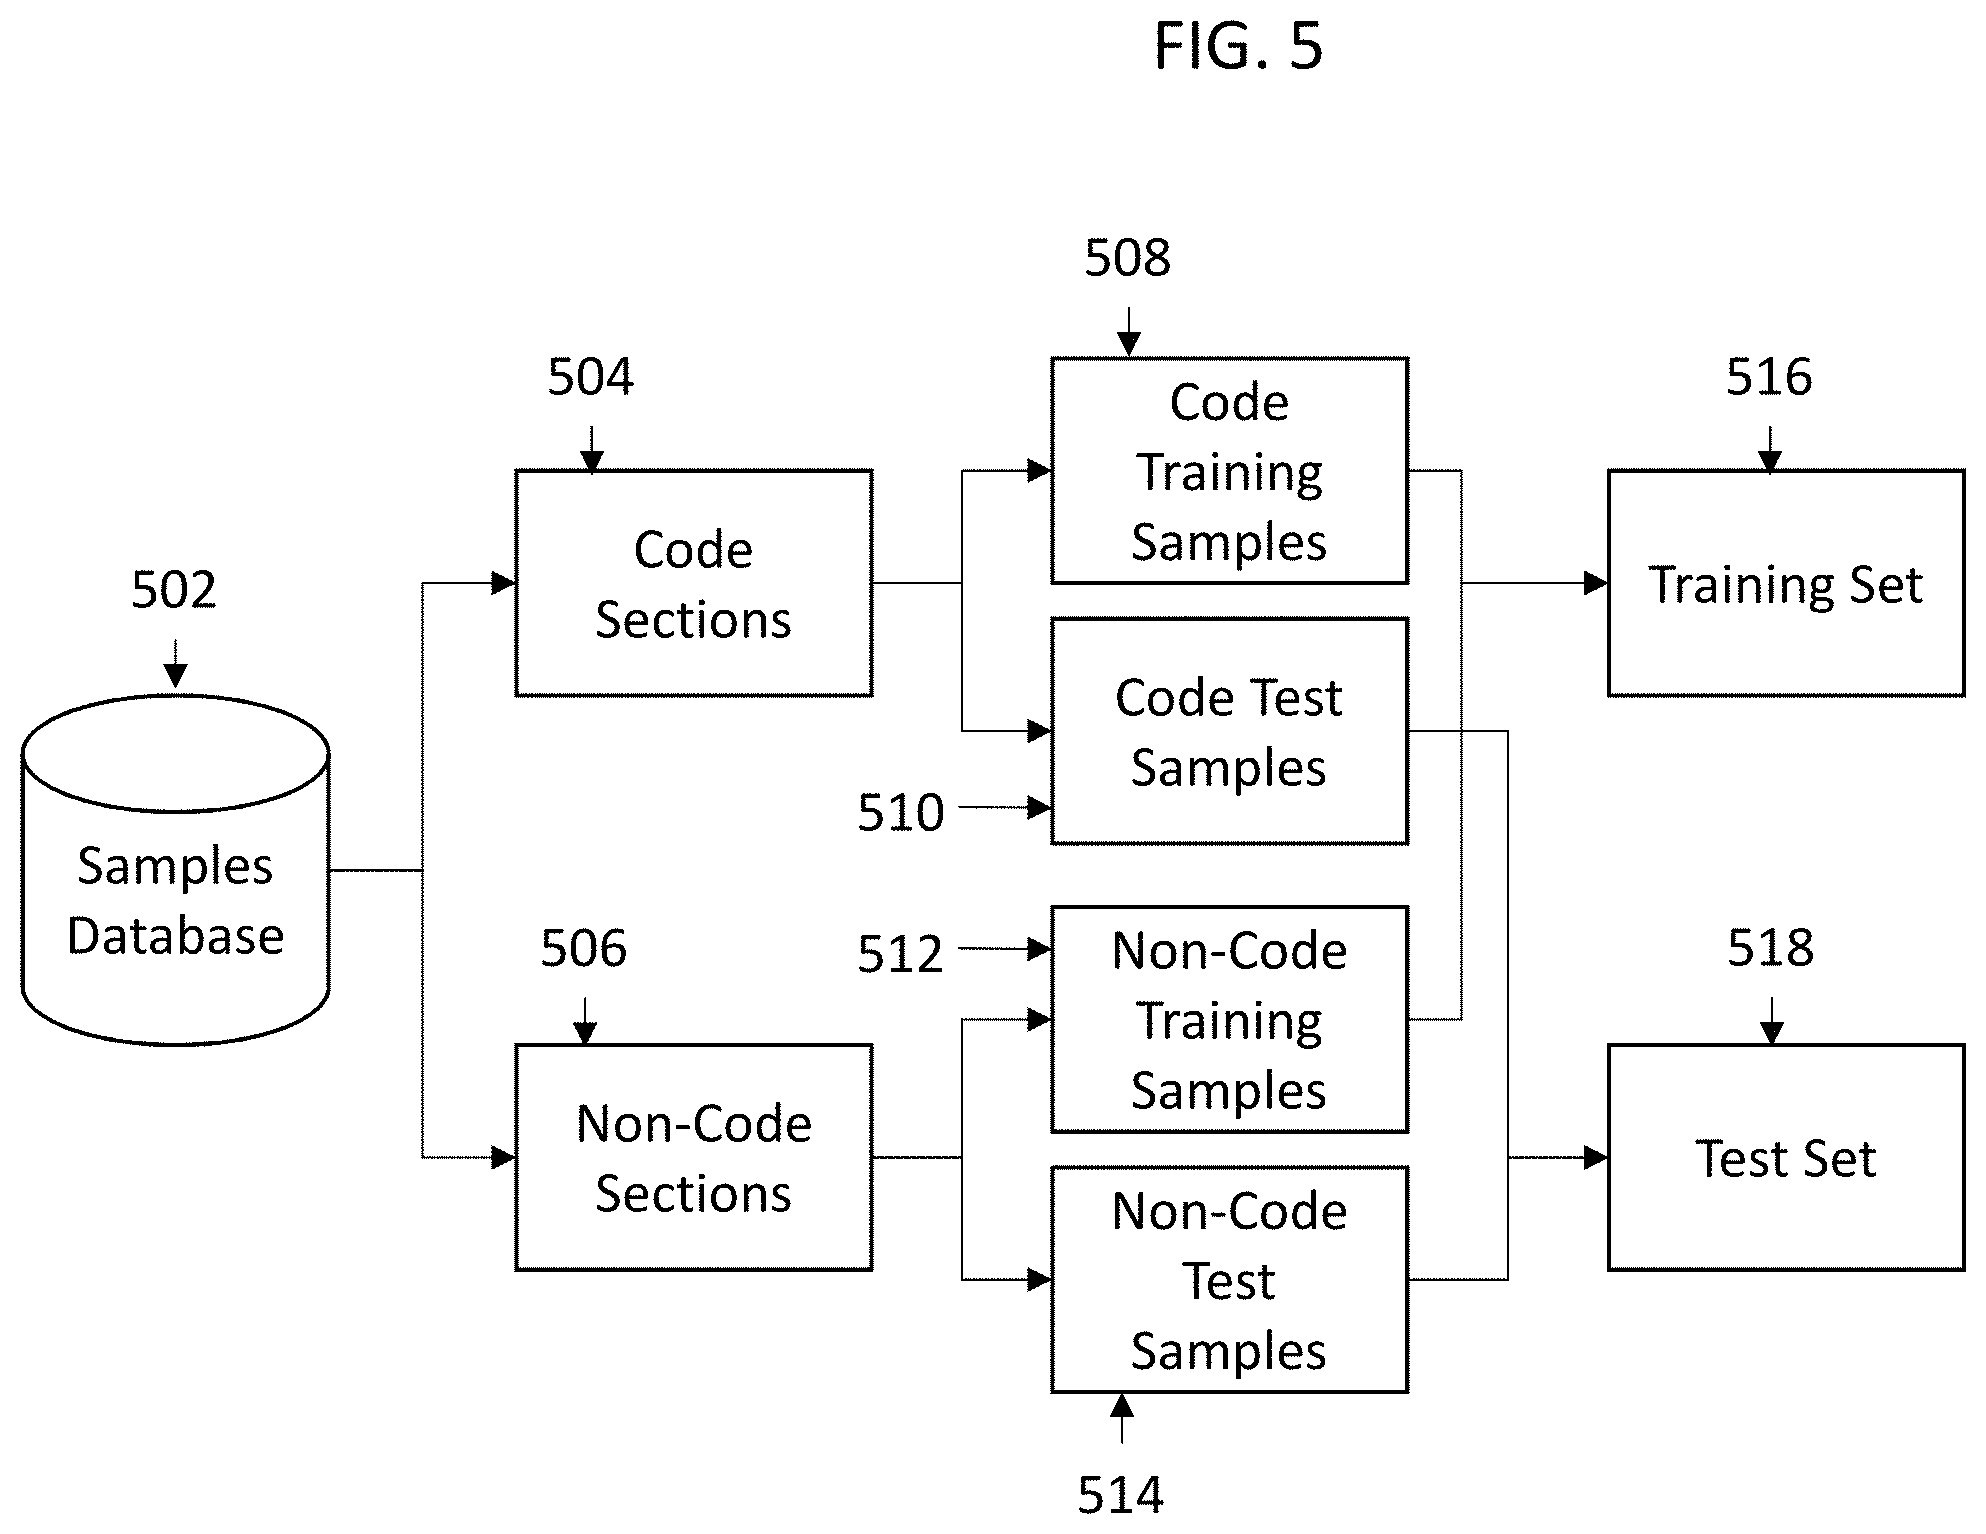 FIG. 5
508
504
516
Code
Training
Samples
Code
Sections
502
Training Set
Code Test
Samples
510
Samples
Database
506
512
Non-Code
Training
Samples
518
Non-Code
Sections
Test Set
Non-Code
Test
Samples
514